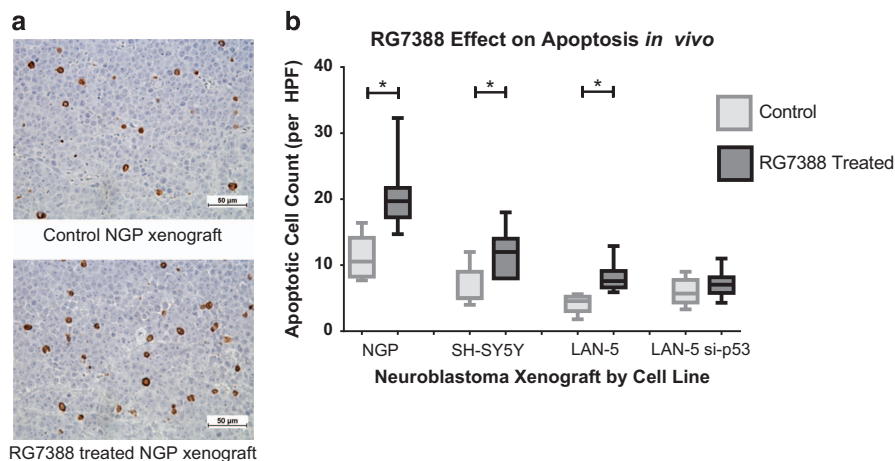 a
50 µm
Control NGP xenograft
50 µm
RG7388 treated NGP xenograft
b
RG7388 Effect on Apoptosis in vivo
Apoptotic Cell Count (per HPF)
40
30
20
10
0
*
*
*
NGP
SH-SY5Y
LAN-5
LAN-5 si-p53
Neuroblastoma Xenograft by Cell Line
Control
RG7388 Treated